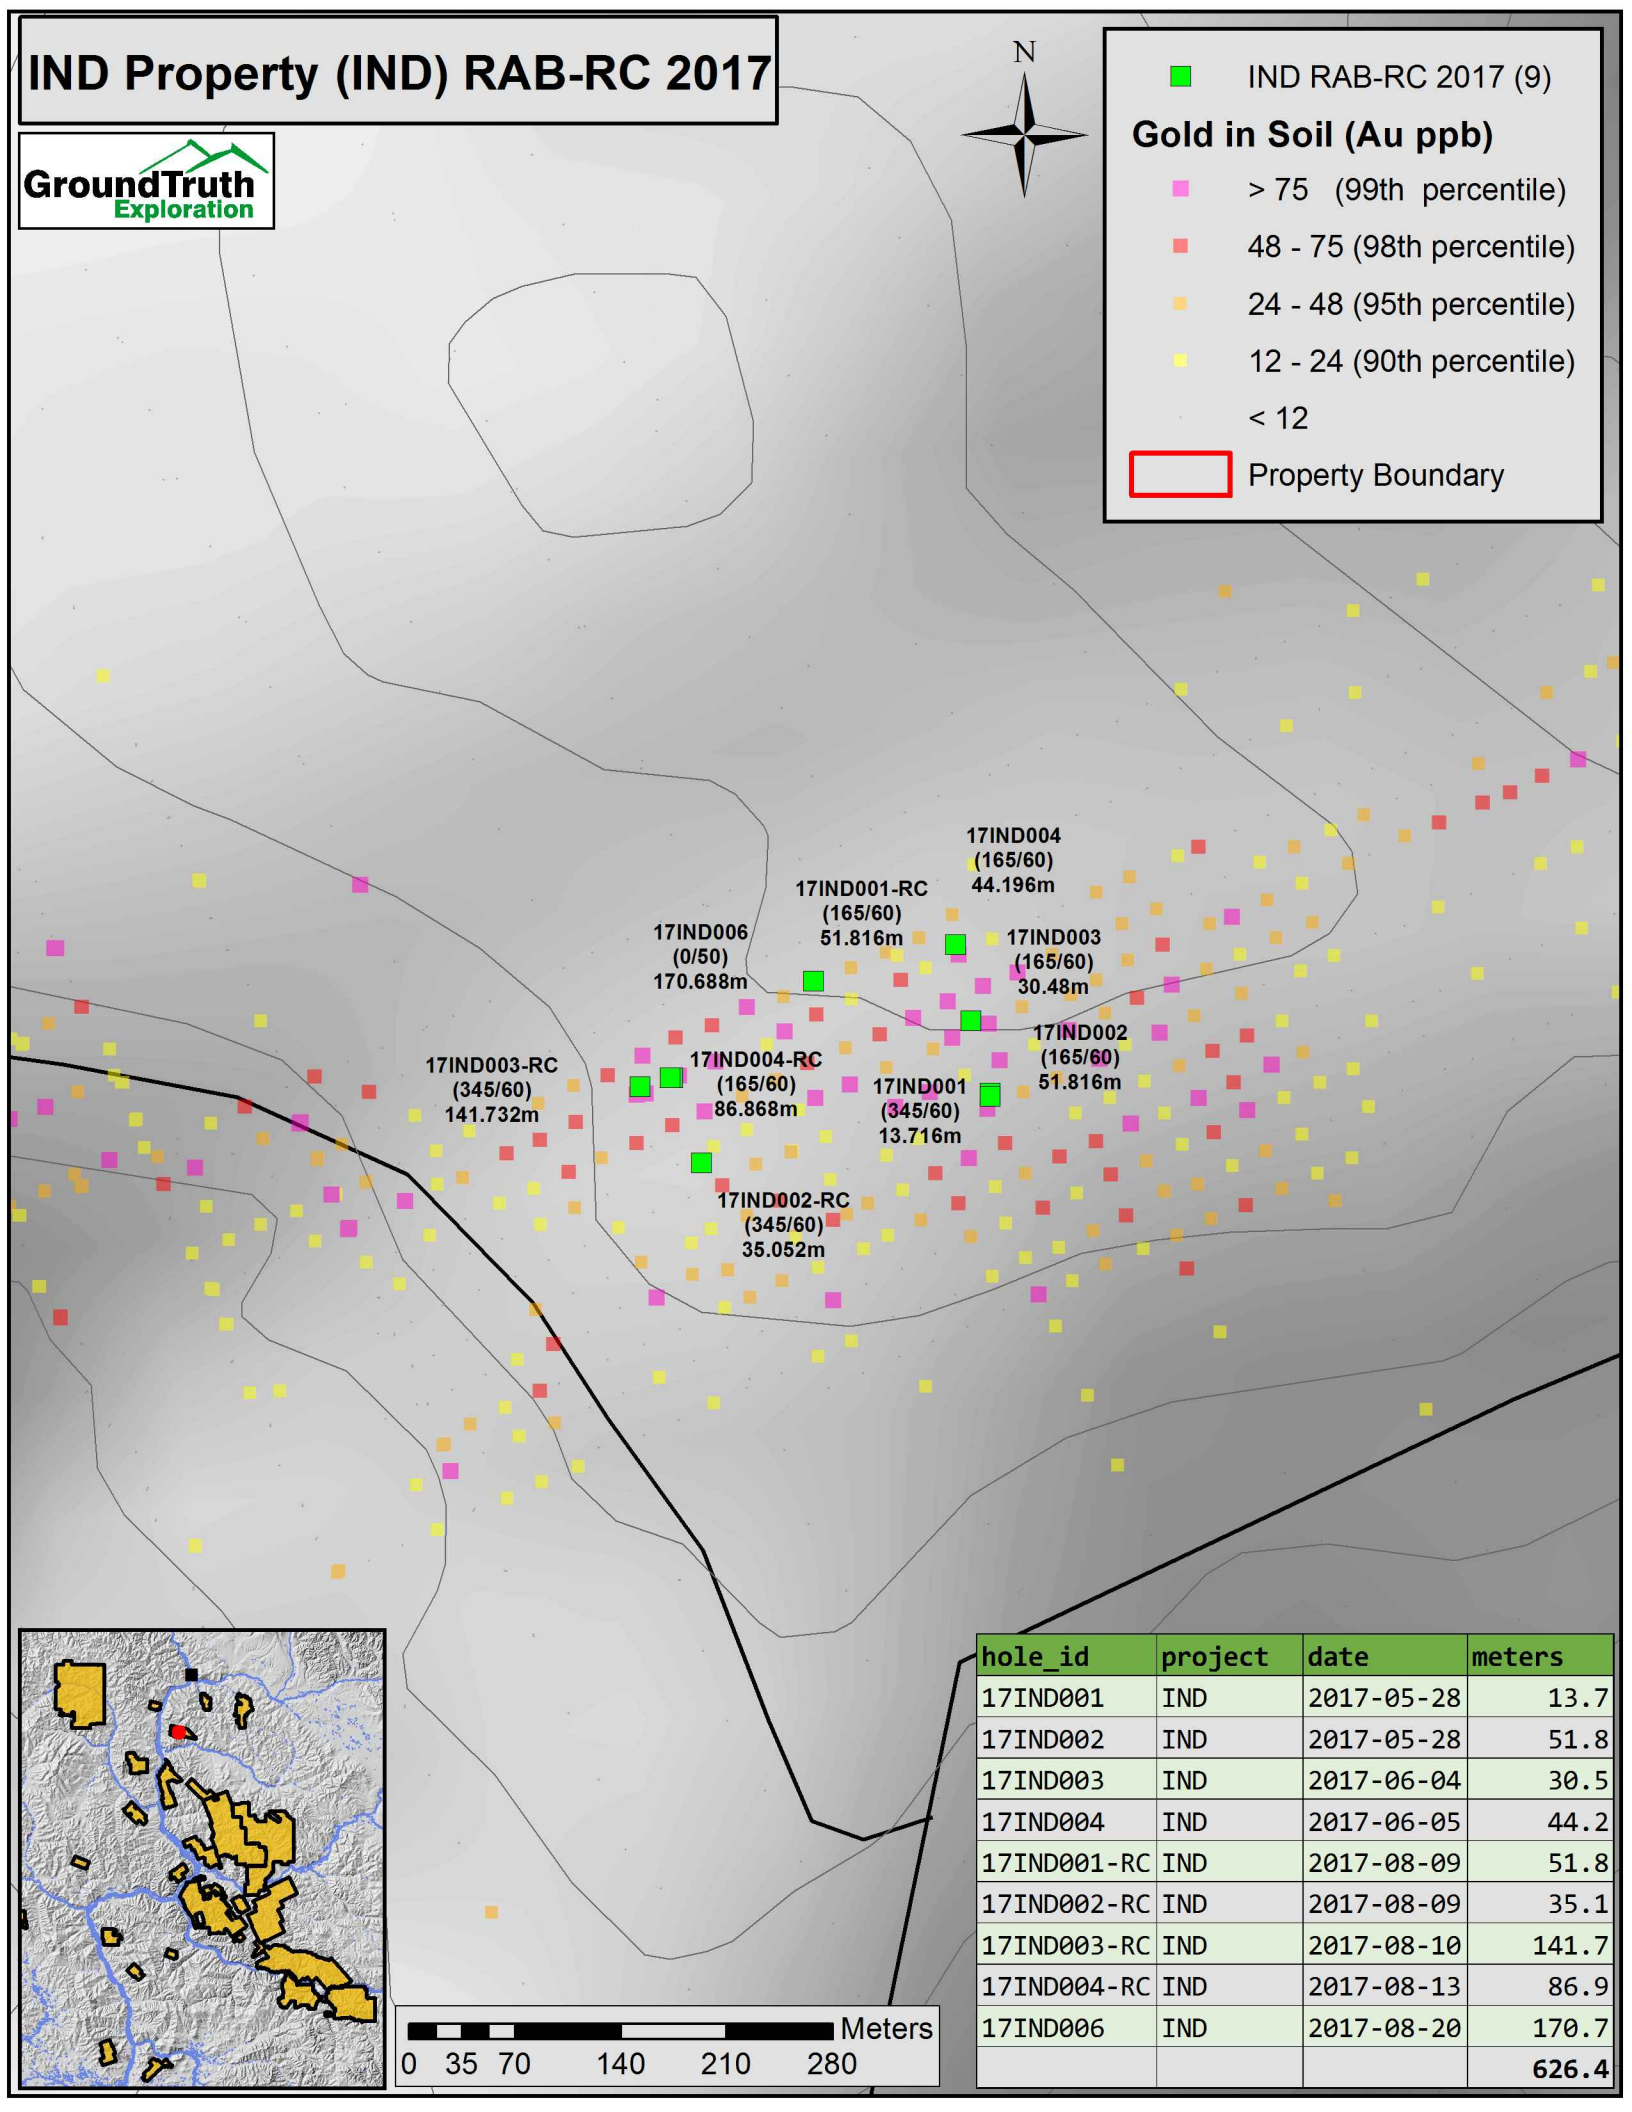 IND Property (IND) RAB-RC 2017
GroundTruth
Exploration
N
IND RAB-RC 2017 (9)
Gold in Soil (Au ppb)
> 75 (99th percentile)
48 - 75 (98th percentile)
24 - 48 (95th percentile)
12 - 24 (90th percentile)
< 12
Property Boundary
17IND004
(165/60)
44.196m
17IND001-RC
(165/60)
51.816m
17IND006
(0/50)
170.688m
17IND003
(165/60)
30.48m
17IND002
(165/60)
51.816m
17IND003-RC
(345/60)
141.732m
17IND004-RC
(165/60)
86.868m
17IND001
(345/60)
13.716m
17IND002-RC
(345/60)
35.052m
hole_id project date meters
17IND001 IND 2017-05-28 13.7
17IND002 IND 2017-05-28 51.8
17IND003 IND 2017-06-04 30.5
17IND004 IND 2017-06-05 44.2
17IND001-RC IND 2017-08-09 51.8
17IND002-RC IND 2017-08-09 35.1
17IND003-RC IND 2017-08-10 141.7
17IND004-RC IND 2017-08-13 86.9
17IND006 IND 2017-08-20 170.7
626.4
Meters
0 35 70 140 210 280